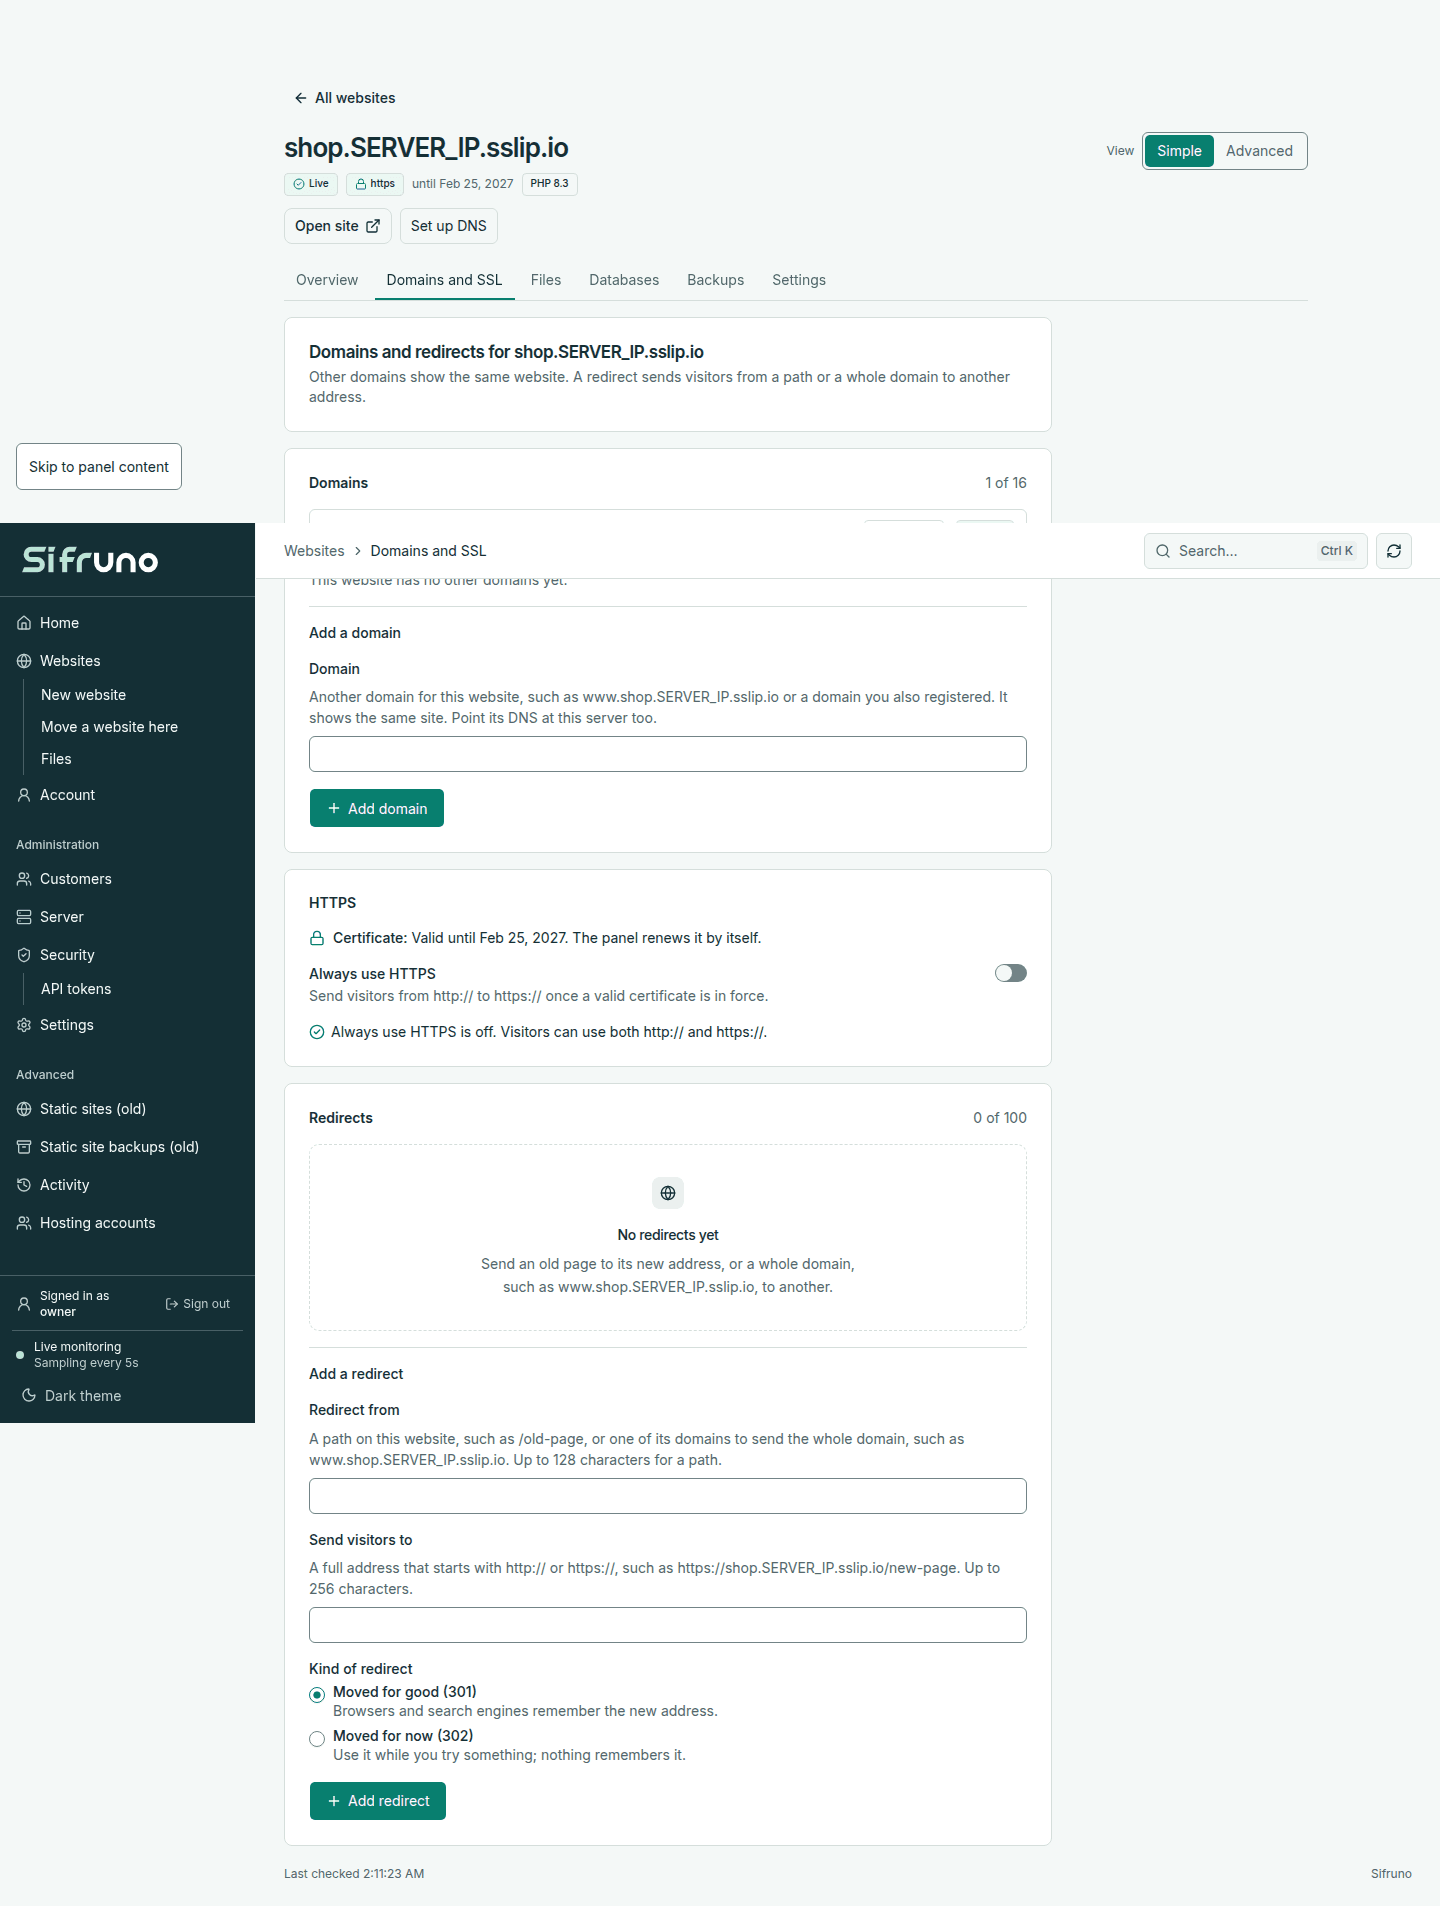 All websites
shop.SERVER_IP.sslip.io
View
Simple
Advanced
Live
https
until Feb 25, 2027
PHP 8.3
Open site
Set up DNS
Overview
Domains and SSL
Files
Databases
Backups
Settings
Domains and redirects for shop.SERVER_IP.sslip.io
Other domains show the same website. A redirect sends visitors from a path or a whole domain to another
address.
Skip to panel content
Domains
1 of 16
Sifruno
Websites
Domains and SSL
Search...
Ctrl K
This website has no other domains yet.
Home
Websites
New website
Move a website here
Files
Account
Administration
Customers
Server
Security
API tokens
Settings
Advanced
Static sites (old)
Static site backups (old)
Activity
Hosting accounts
Signed in as
owner
Sign out
Live monitoring
Sampling every 5s
Dark theme
Add a domain
Domain
Another domain for this website, such as www.shop.SERVER_IP.sslip.io or a domain you also registered. It
shows the same site. Point its DNS at this server too.
Add domain
HTTPS
Certificate: Valid until Feb 25, 2027. The panel renews it by itself.
Always use HTTPS
Send visitors from http:// to https:// once a valid certificate is in force.
Always use HTTPS is off. Visitors can use both http:// and https://.
Redirects
0 of 100
No redirects yet
Send an old page to its new address, or a whole domain,
such as www.shop.SERVER_IP.sslip.io, to another.
Add a redirect
Redirect from
A path on this website, such as /old-page, or one of its domains to send the whole domain, such as
www.shop.SERVER_IP.sslip.io. Up to 128 characters for a path.
Send visitors to
A full address that starts with http:// or https://, such as https://shop.SERVER_IP.sslip.io/new-page. Up to
256 characters.
Kind of redirect
Moved for good (301)
Browsers and search engines remember the new address.
Moved for now (302)
Use it while you try something; nothing remembers it.
Add redirect
Last checked 2:11:23 AM
Sifruno